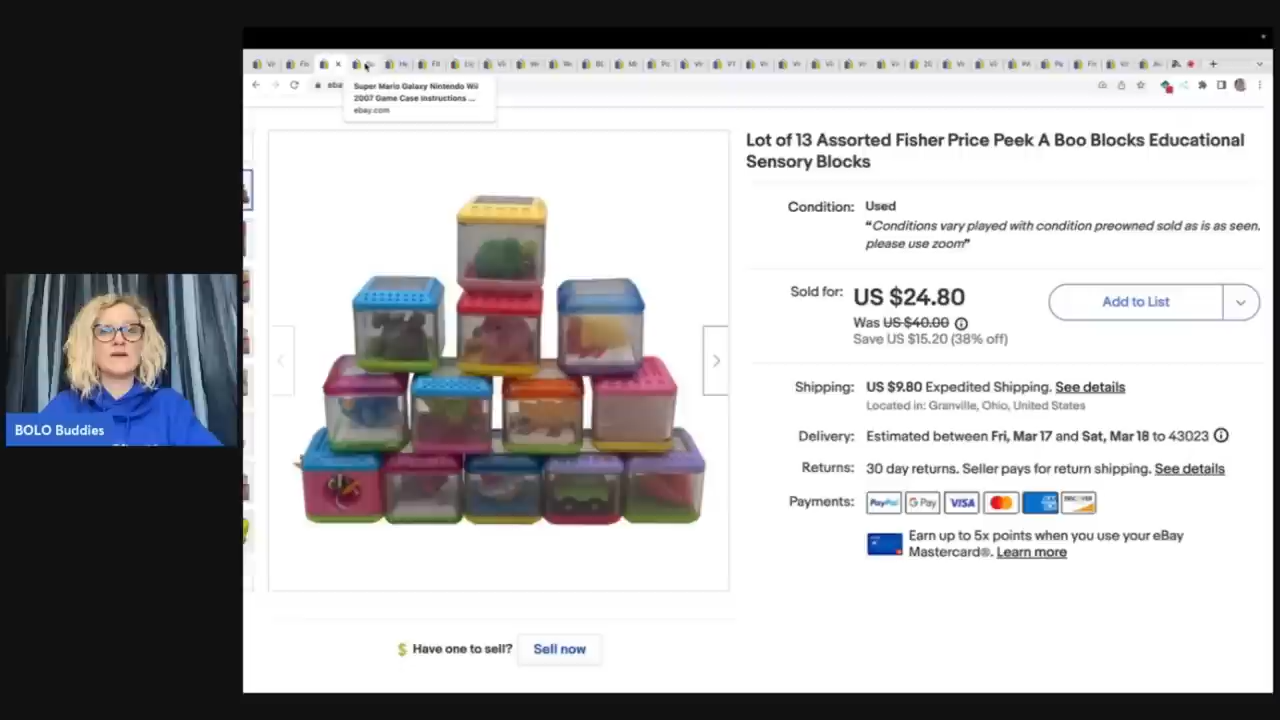 Super Mario Galaxy Nintendo Wii
2007 Game Case Instructions ...
ebay.com
Lot of 13 Assorted Fisher Price Peek A Boo Blocks Educational
Sensory Blocks
Condition: Used
"Conditions vary played with condition preowned sold as is as seen.
please use zoom"
Sold for: US $24.80
Add to List
Was US $40.00
Save US $15.20 (38% off)
Shipping: US $9.80 Expedited Shipping. See details
Located in: Granville, Ohio, United States
Delivery: Estimated between Fri, Mar 17 and Sat, Mar 18 to 43023
Returns: 30 day returns. Seller pays for return shipping. See details
Payments: PayPal G Pay VISA MasterCard DISCOVER
Earn up to 5x points when you use your eBay
Mastercard®. Learn more
$ Have one to sell? Sell now
BOLO Buddies